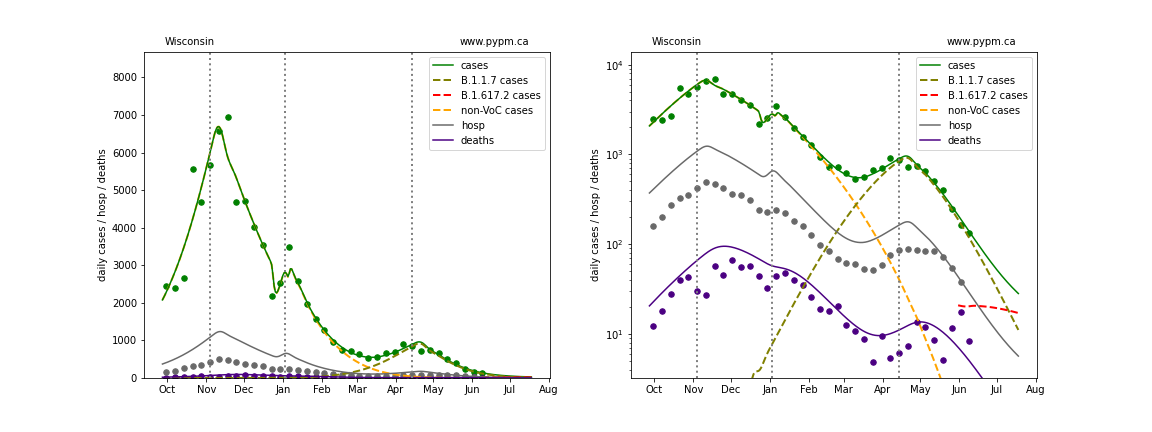 Wisconsin www.pypm.ca
daily cases / hosp / deaths
8000
7000
6000
5000
4000
3000
2000
1000
0
cases
B.1.1.7 cases
B.1.617.2 cases
non-VoC cases
hosp
deaths
Oct Nov Dec Jan Feb Mar Apr May Jun Jul Aug
Wisconsin www.pypm.ca
daily cases / hosp / deaths
10⁴
10³
10²
10¹
cases
B.1.1.7 cases
B.1.617.2 cases
non-VoC cases
hosp
deaths
Oct Nov Dec Jan Feb Mar Apr May Jun Jul Aug